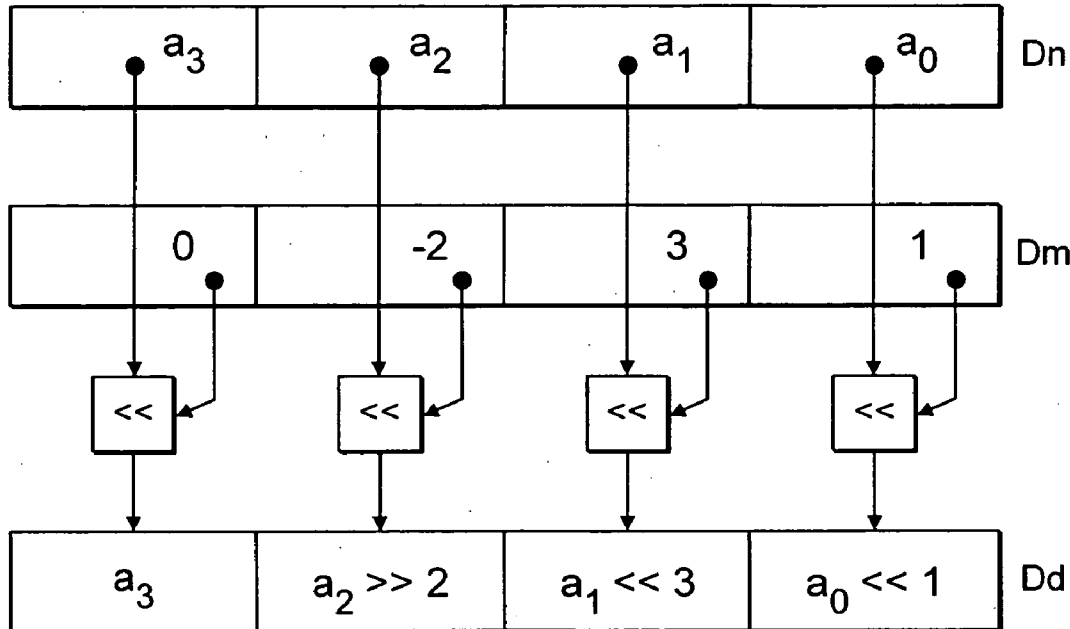 a3 a2 a1 a0 Dn
0 -2 3 1 Dm
<< << << <<
a3 a2 >> 2 a1 << 3 a0 << 1 Dd